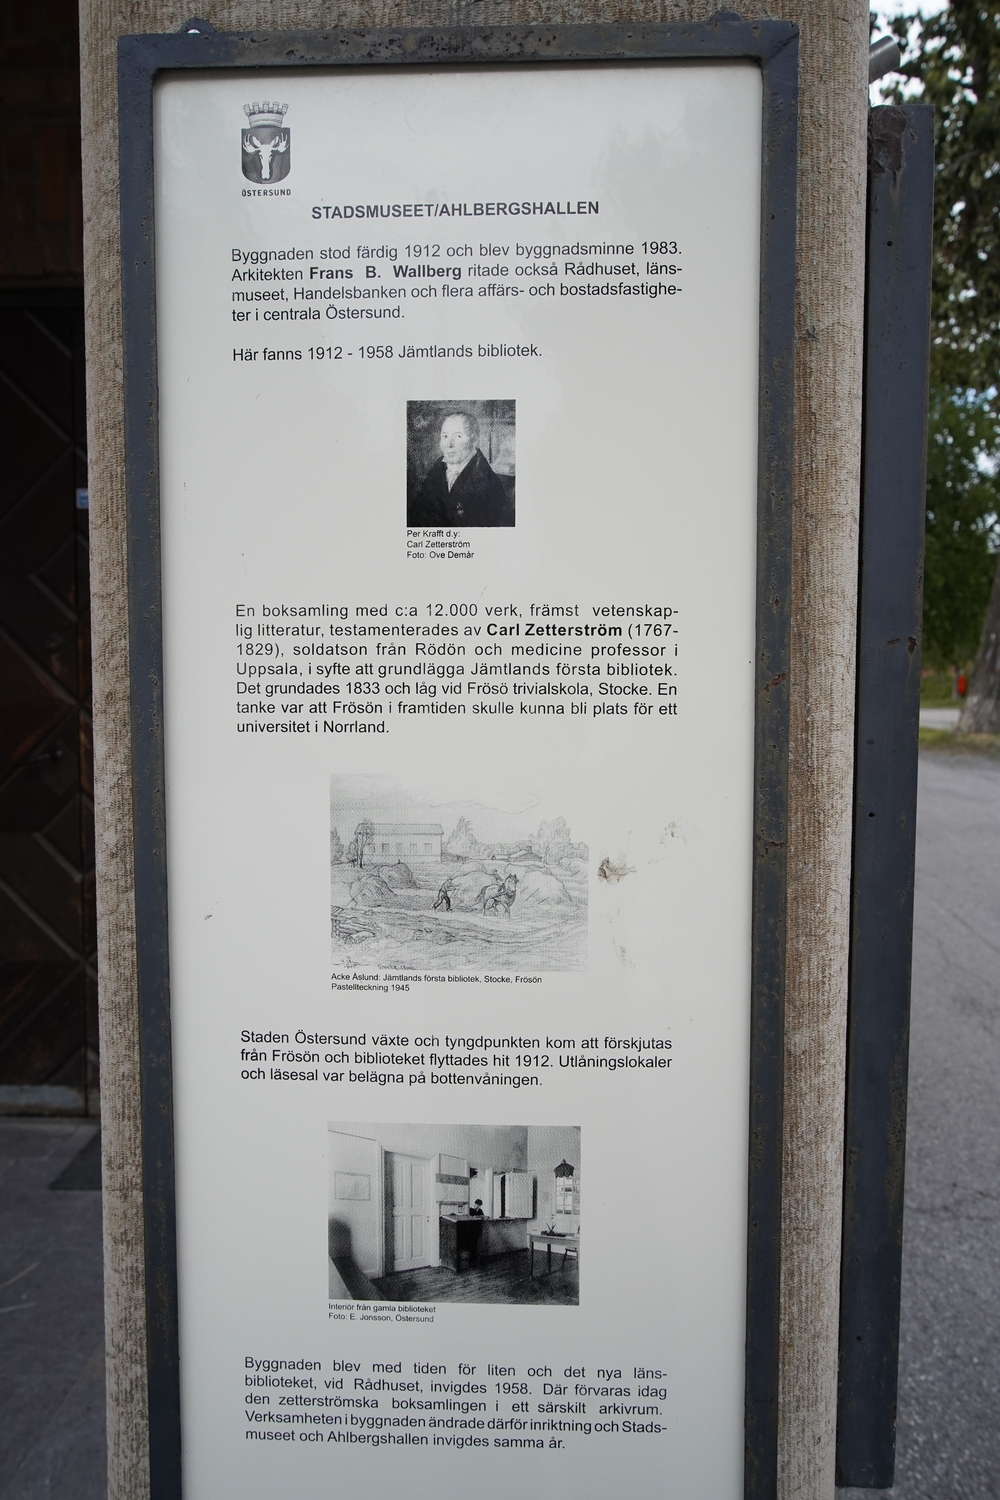 ÖSTERSUND
STADSMUSEET/AHLBERGSHALLEN
Byggnaden stod färdig 1912 och blev byggnadsminne 1983.
Arkitekten Frans B. Wallberg ritade också Rådhuset, läns-
museet, Handelsbanken och flera affärs- och bostadsfastighe-
ter i centrala Östersund.
Här fanns 1912 - 1958 Jämtlands bibliotek.
Per Krafft d.y:
Carl Zetterström
Foto: Ove Demår
En boksamling med c:a 12.000 verk, främst vetenskap-
lig litteratur, testamenterades av Carl Zetterström (1767-
1829), soldatson från Rödön och medicine professor i
Uppsala, i syfte att grundlägga Jämtlands första bibliotek.
Det grundades 1833 och låg vid Frösö trivialskola, Stocke. En
tanke var att Frösön i framtiden skulle kunna bli plats för ett
universitet i Norrland.
Acke Åslund: Jämtlands första bibliotek, Stocke, Frösön
Pastellteckning 1945
Staden Östersund växte och tyngdpunkten kom att förskjutas
från Frösön och biblioteket flyttades hit 1912. Utlåningslokaler
och läsesal var belägna på bottenvåningen.
Interiör från gamla biblioteket
Foto: E. Jonsson, Östersund
Byggnaden blev med tiden för liten och det nya läns-
biblioteket, vid Rådhuset, invigdes 1958. Där förvaras idag
den zetterströmska boksamlingen i ett särskilt arkivrum.
Verksamheten i byggnaden ändrade därför inriktning och Stads-
museet och Ahlbergshallen invigdes samma år.